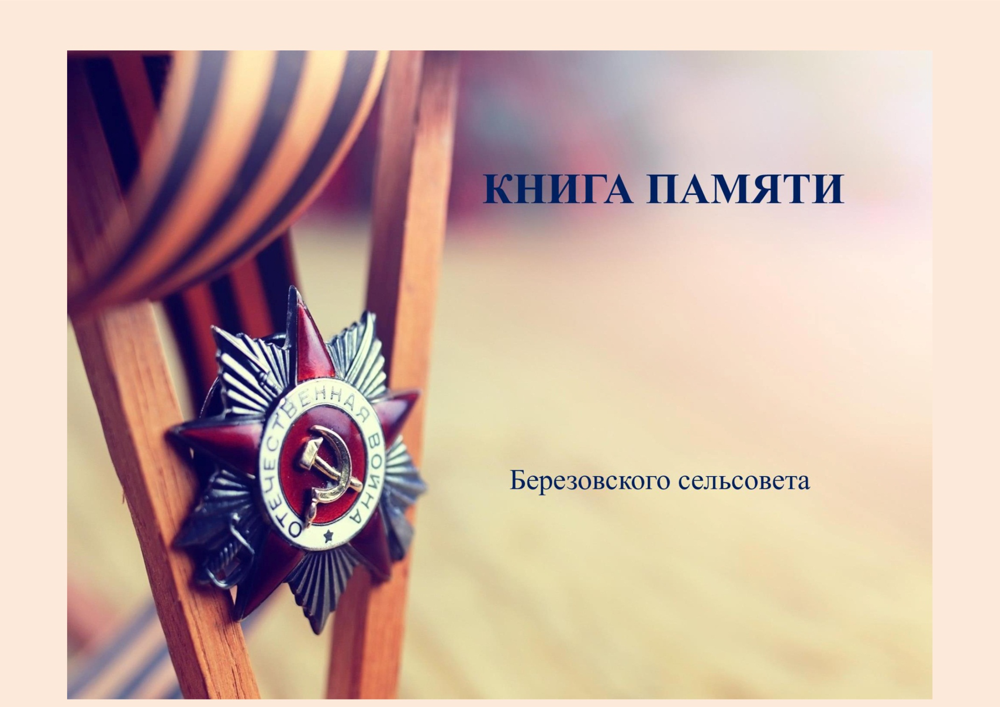 КНИГА ПАМЯТИ
Березовского сельсовета
ОТЕЧЕСТВЕННАЯ ВОЙНА